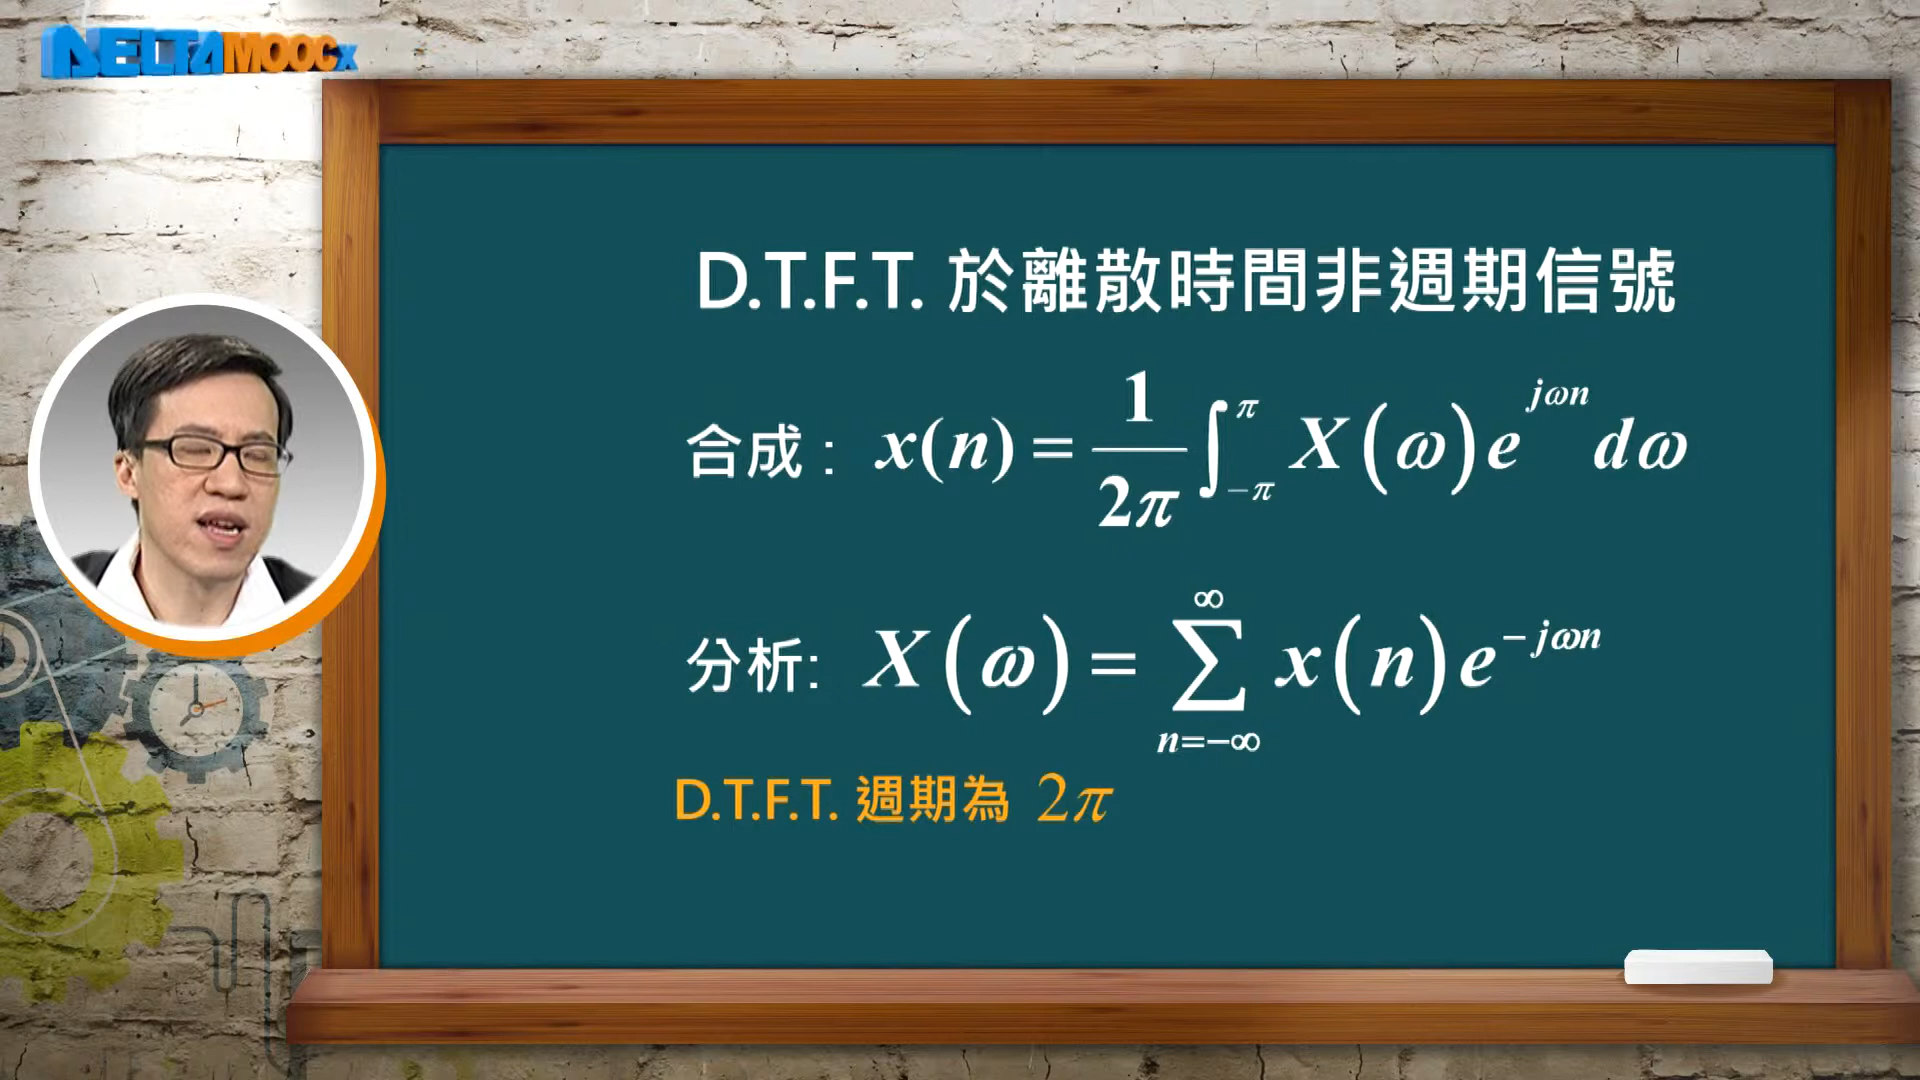 DELTAMOOCx
D.T.F.T. 於離散時間非週期信號
合成 : x(n) = \frac{1}{2π} ∫_{-π}^{π} X(ω)e^{jωn} dω
分析: X(ω) = ∑_{n=-∞}^{∞} x(n)e^{-jωn}
D.T.F.T. 週期為 2π